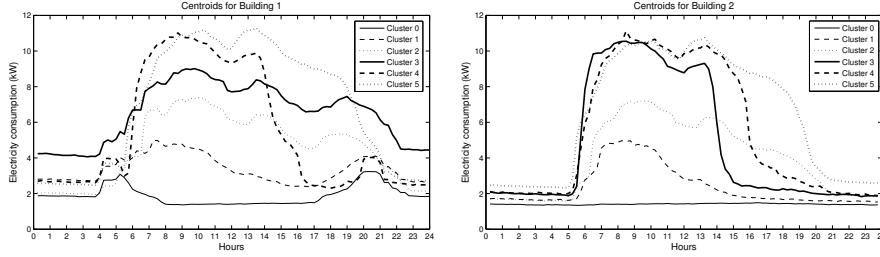 Centroids for Building 1
12
10
8
6
4
2
0
Electricity consumption (kW)
0 1 2 3 4 5 6 7 8 9 10 11 12 13 14 15 16 17 18 19 20 21 22 23 24
Hours
Cluster 0
Cluster 1
Cluster 2
Cluster 3
Cluster 4
Cluster 5
Centroids for Building 2
12
10
8
6
4
2
0
Electricity consumption (kW)
0 1 2 3 4 5 6 7 8 9 10 11 12 13 14 15 16 17 18 19 20 21 22 23 24
Hours
Cluster 0
Cluster 1
Cluster 2
Cluster 3
Cluster 4
Cluster 5